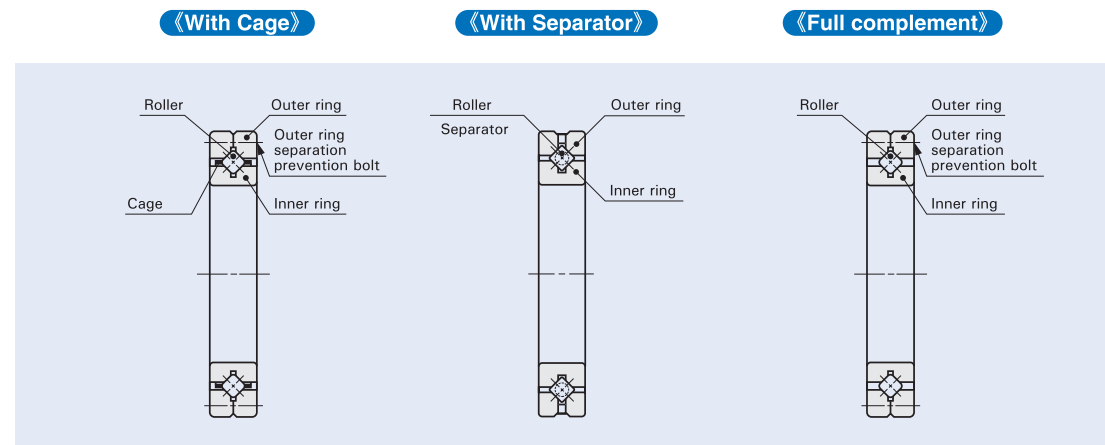 《With Cage》
《With Separator》
《Full complement》
Roller
Outer ring
Outer ring
separation
prevention bolt
Cage
Inner ring
Roller
Separator
Outer ring
Inner ring
Roller
Outer ring
Outer ring
separation
prevention bolt
Inner ring